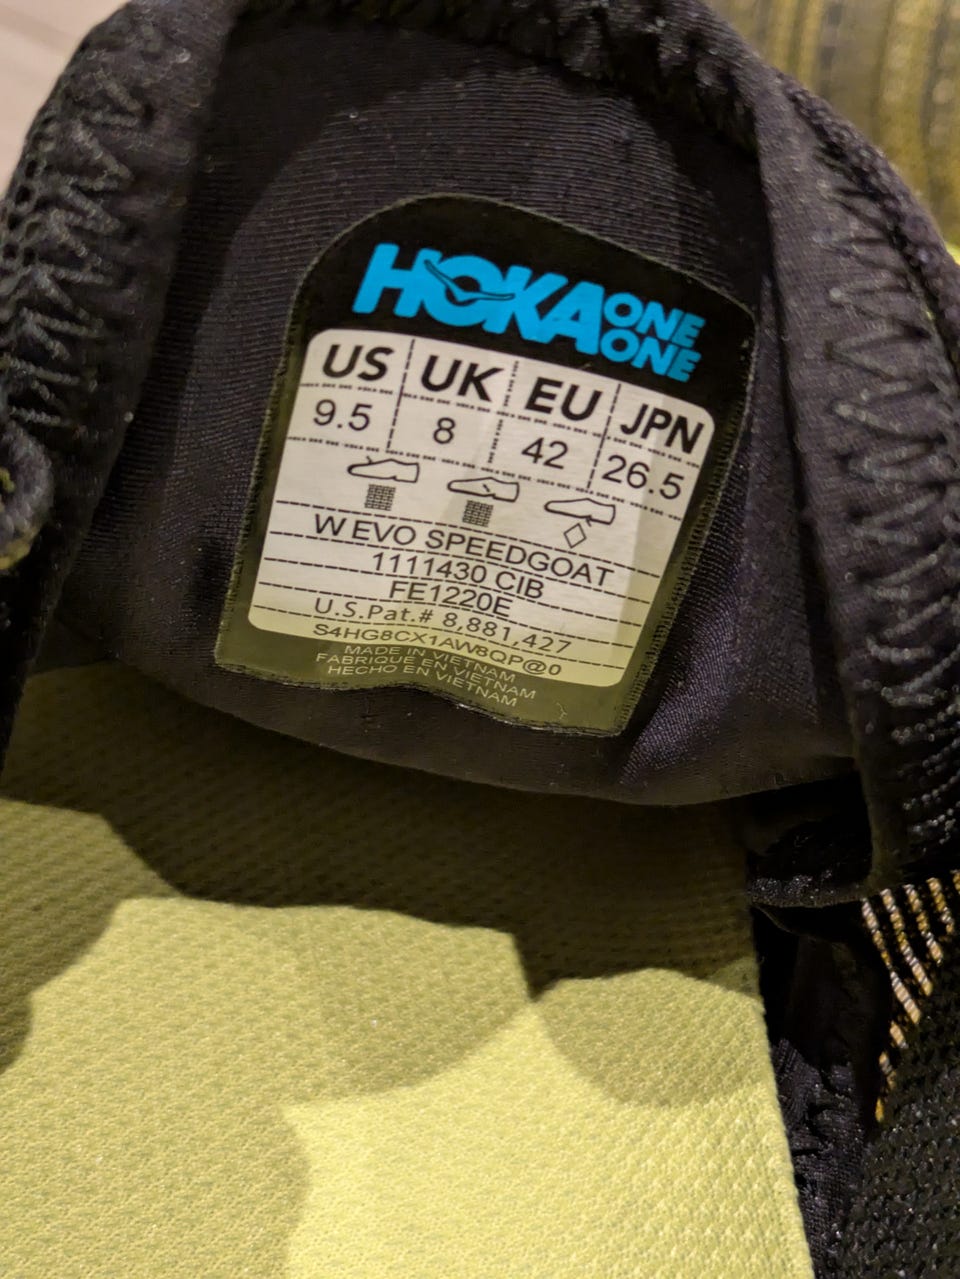 HOKA ONE ONE
US UK EU JPN
9.5 8 42 26.5
W EVO SPEEDGOAT
1111430 CIB
FE1220E
U.S.Pat.# 8,881,427
S4HG8CX1AW8QP@0
MADE IN VIETNAM
FABRIQUE EN VIETNAM
HECHO EN VIETNAM